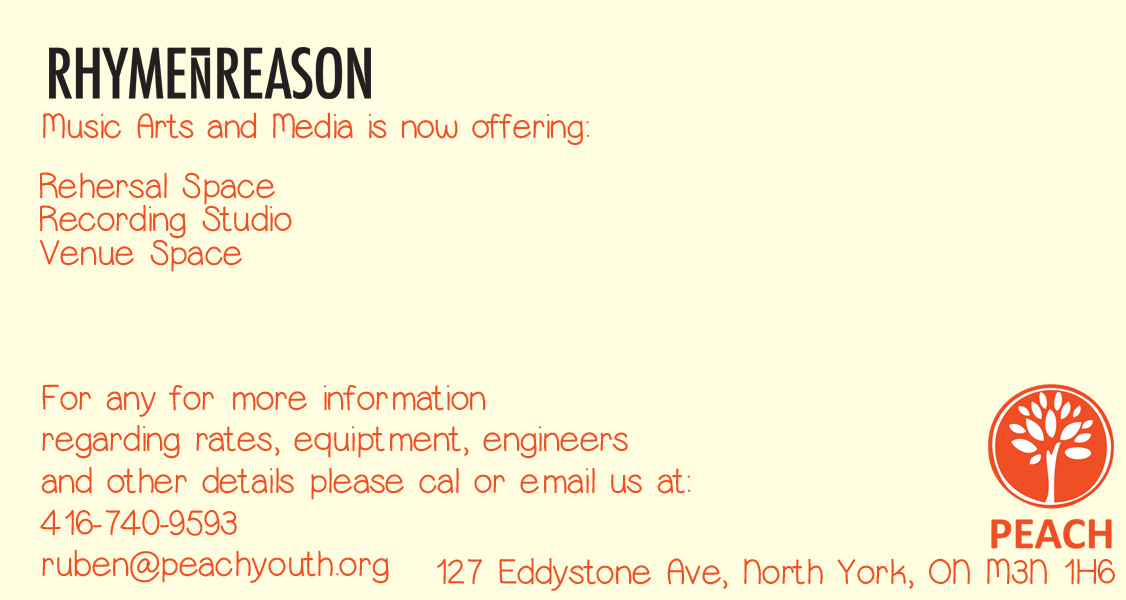 RHYMENREASON
Music Arts and Media is now offering:
Rehersal Space
Recording Studio
Venue Space
For any for more information
regarding rates, equiptment, engineers
and other details please cal or email us at:
416-740-9593
ruben@peachyouth.org
PEACH
127 Eddystone Ave, North York, ON M3N 1H6